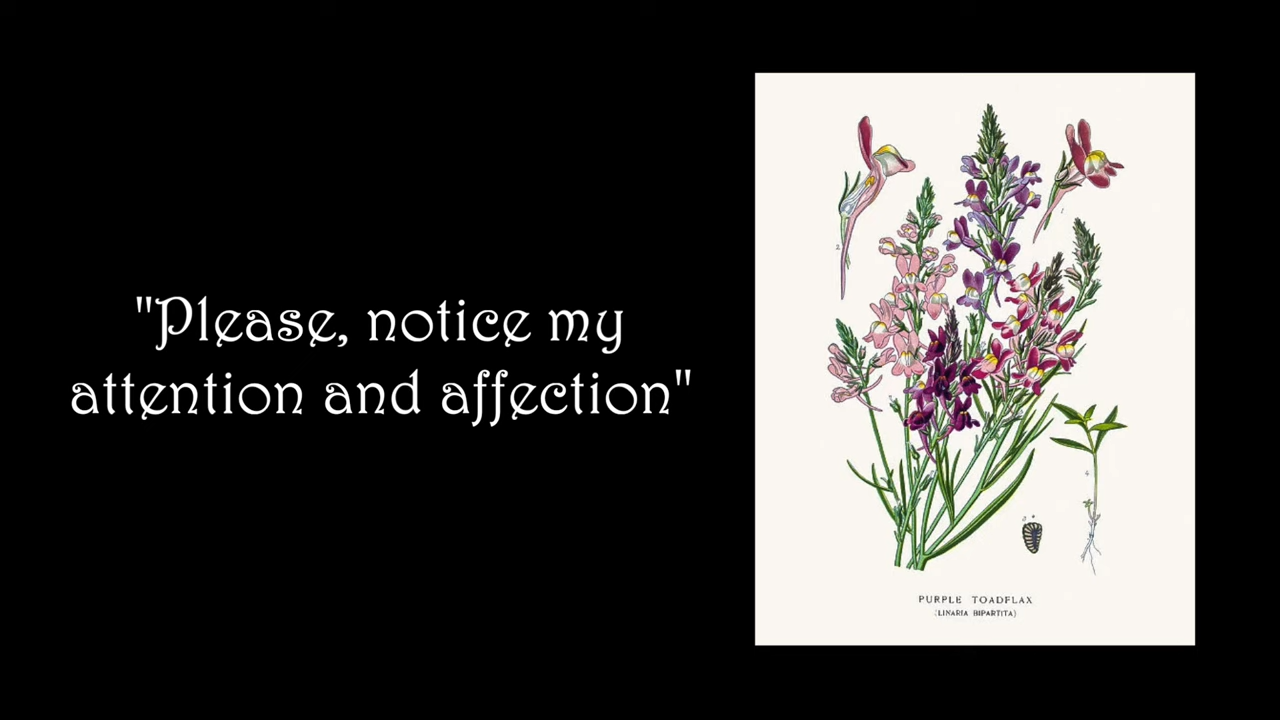 "Please, notice my
attention and affection"
PURPLE TOADFLAX
(LINARIA BIPARTITA)